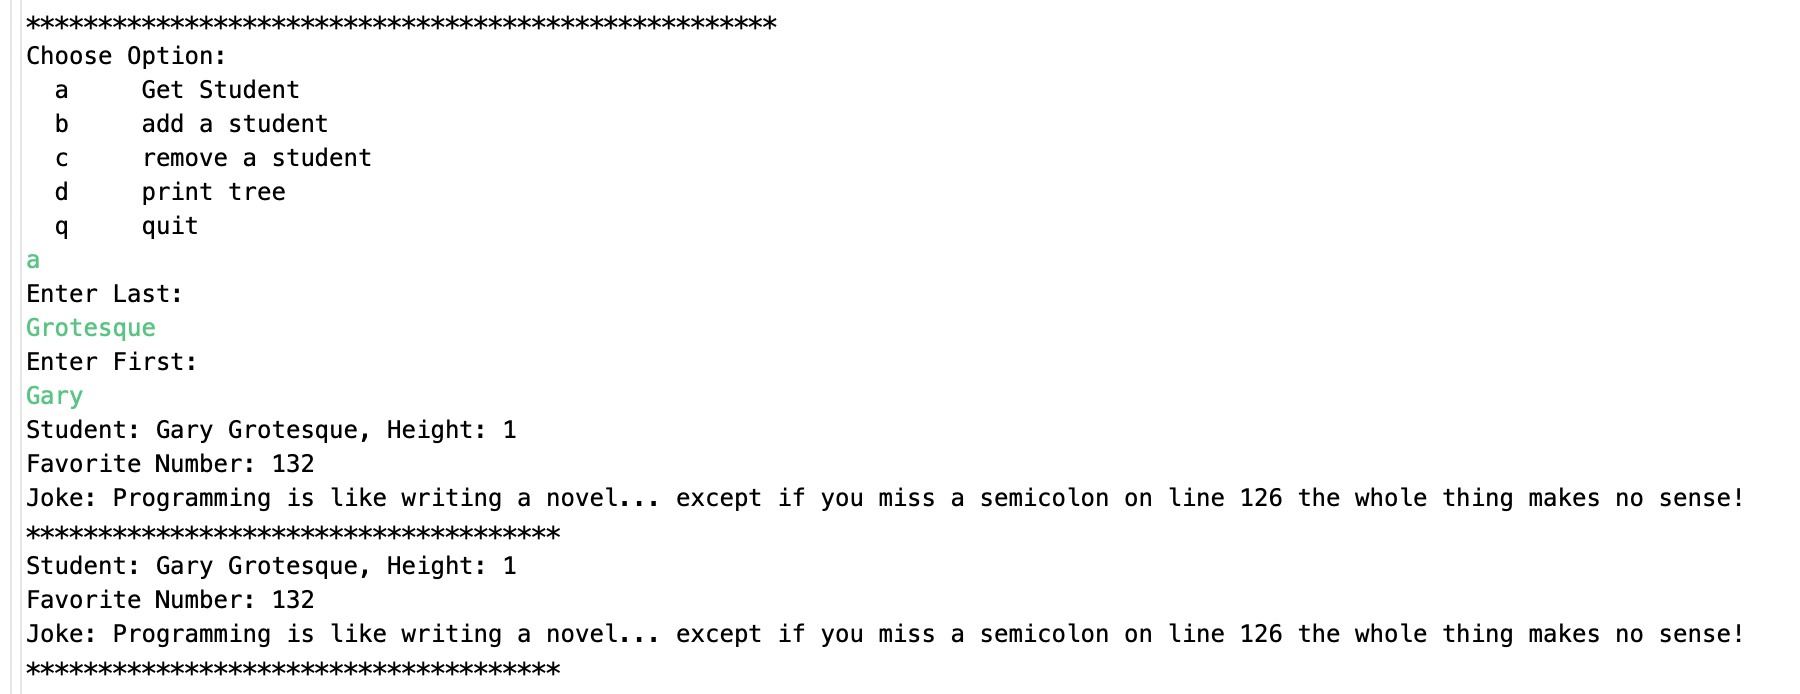 ****************************************************
Choose Option:
  a     Get Student
  b     add a student
  c     remove a student
  d     print tree
  q     quit
a
Enter Last:
Grotesque
Enter First:
Gary
Student: Gary Grotesque, Height: 1
Favorite Number: 132
Joke: Programming is like writing a novel... except if you miss a semicolon on line 126 the whole thing makes no sense!
*************************************
Student: Gary Grotesque, Height: 1
Favorite Number: 132
Joke: Programming is like writing a novel... except if you miss a semicolon on line 126 the whole thing makes no sense!
*************************************